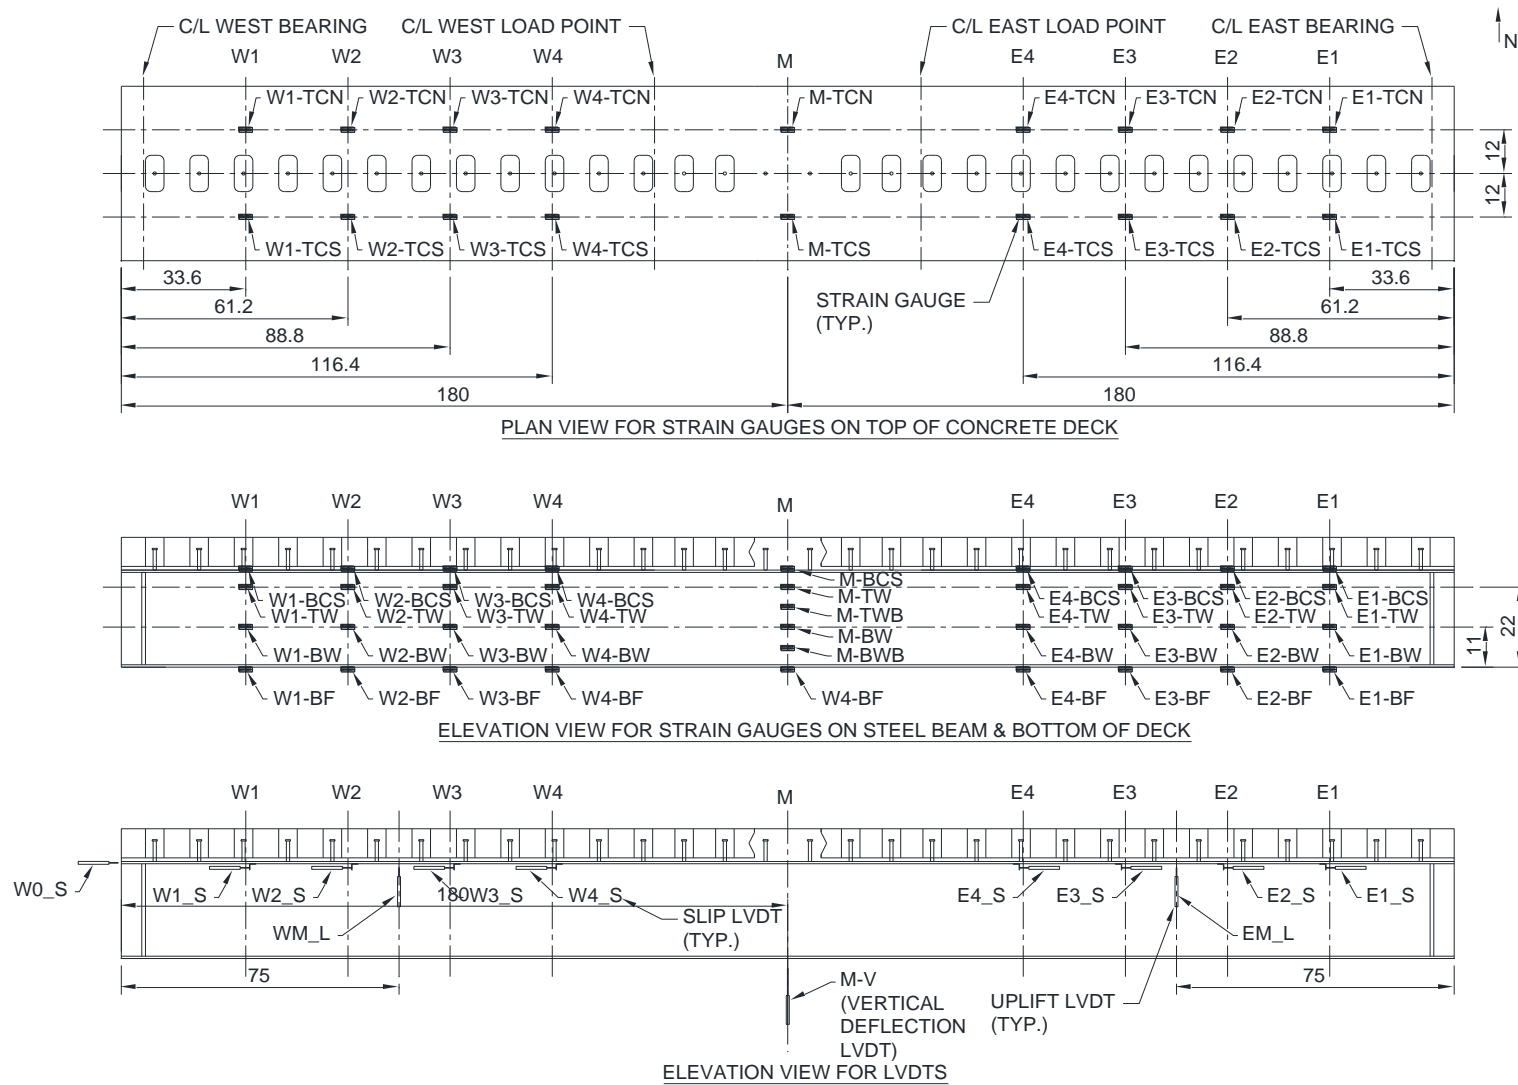 C/L WEST BEARING C/L WEST LOAD POINT C/L EAST LOAD POINT C/L EAST BEARING N
W1 W2 W3 W4 M E4 E3 E2 E1
W1-TCN W2-TCN W3-TCN W4-TCN M-TCN E4-TCN E3-TCN E2-TCN E1-TCN
12
12
W1-TCS W2-TCS W3-TCS W4-TCS M-TCS E4-TCS E3-TCS E2-TCS E1-TCS
33.6 33.6
STRAIN GAUGE
(TYP.)
61.2 61.2
88.8 88.8
116.4 116.4
180 180
PLAN VIEW FOR STRAIN GAUGES ON TOP OF CONCRETE DECK
W1 W2 W3 W4 M E4 E3 E2 E1
M-BCS
W1-BCS W2-BCS W3-BCS W4-BCS M-TW E4-BCS E3-BCS E2-BCS E1-BCS
W1-TW W2-TW W3-TW W4-TW M-TWB E4-TW E3-TW E2-TW E1-TW
22
11
M-BW
W1-BW W2-BW W3-BW W4-BW M-BWB E4-BW E3-BW E2-BW E1-BW
W1-BF W2-BF W3-BF W4-BF W4-BF E4-BF E3-BF E2-BF E1-BF
ELEVATION VIEW FOR STRAIN GAUGES ON STEEL BEAM & BOTTOM OF DECK
W1 W2 W3 W4 M E4 E3 E2 E1
W0_S W1_S W2_S 180 W3_S W4_S E4_S E3_S E2_S E1_S
SLIP LVDT
(TYP.)
WM_L EM_L
75 75
M-V
(VERTICAL
DEFLECTION
LVDT)
UPLIFT LVDT
(TYP.)
ELEVATION VIEW FOR LVDTS